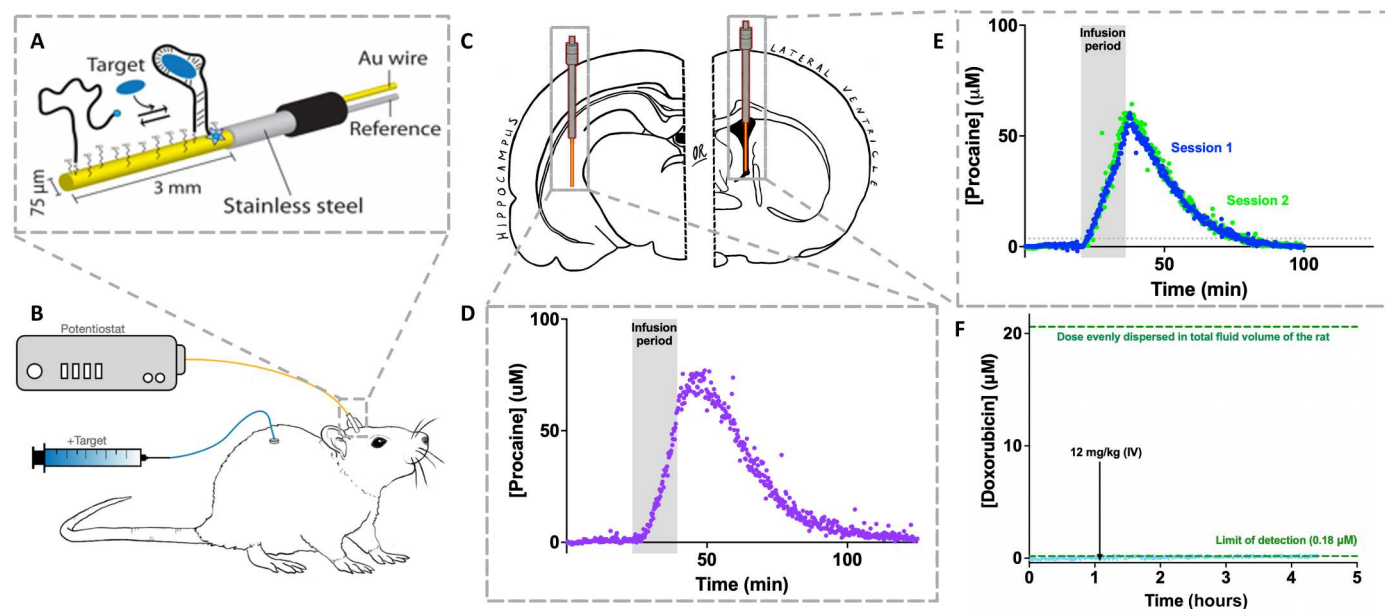 A
Target
Au wire
Reference
3 mm
75 µm
Stainless steel
B
Potentiostat
+Target
C
HIPPOCAMPUS
OR
LATERAL VENTRICLE
D
Infusion
period
[Procaine] (uM)
100
50
0
50
100
Time (min)
E
Infusion
period
[Procaine] (µM)
100
50
0
Session 1
Session 2
50
100
Time (min)
F
[Doxorubicin] (µM)
20
10
0
Dose evenly dispersed in total fluid volume of the rat
12 mg/kg (IV)
Limit of detection (0.18 µM)
0
1
2
3
4
5
Time (hours)